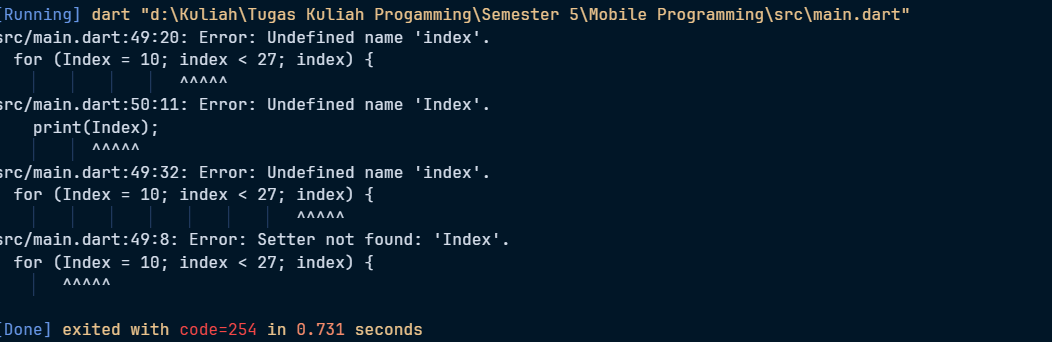 [Running] dart "d:\Kuliah\Tugas Kuliah Progamming\Semester 5\Mobile Programming\src\main.dart"
src/main.dart:49:20: Error: Undefined name 'index'.
  for (Index = 10; index < 27; index) {
                   ^^^^^
src/main.dart:50:11: Error: Undefined name 'Index'.
    print(Index);
          ^^^^^
src/main.dart:49:32: Error: Undefined name 'index'.
  for (Index = 10; index < 27; index) {
                               ^^^^^
src/main.dart:49:8: Error: Setter not found: 'Index'.
  for (Index = 10; index < 27; index) {
       ^^^^^
[Done] exited with code=254 in 0.731 seconds